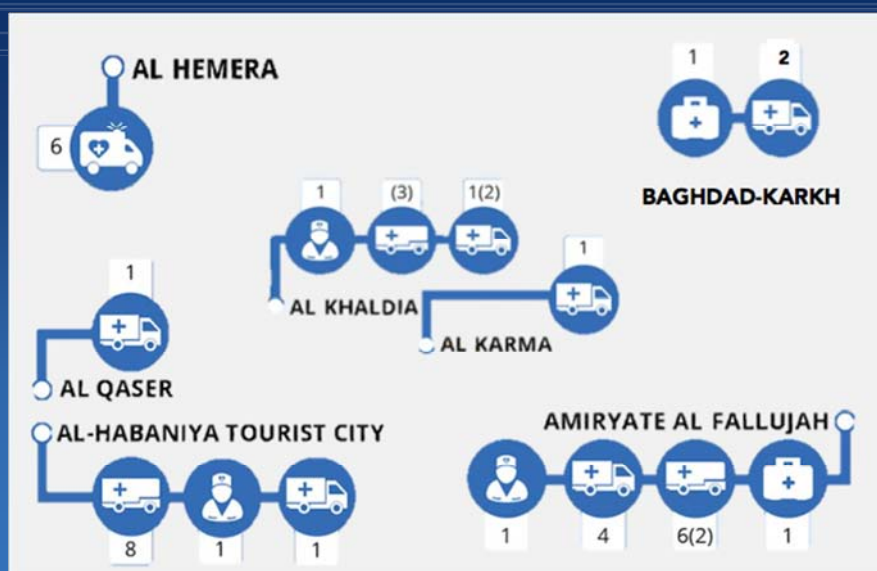 AL HEMERA
6
1 2
BAGHDAD-KARKH
1 (3) 1(2)
AL KHALDIA
1
AL KARMA
1
AL QASER
AL-HABANIYA TOURIST CITY
8 1 1
AMIRYATE AL FALLUJAH
1 4 6(2) 1